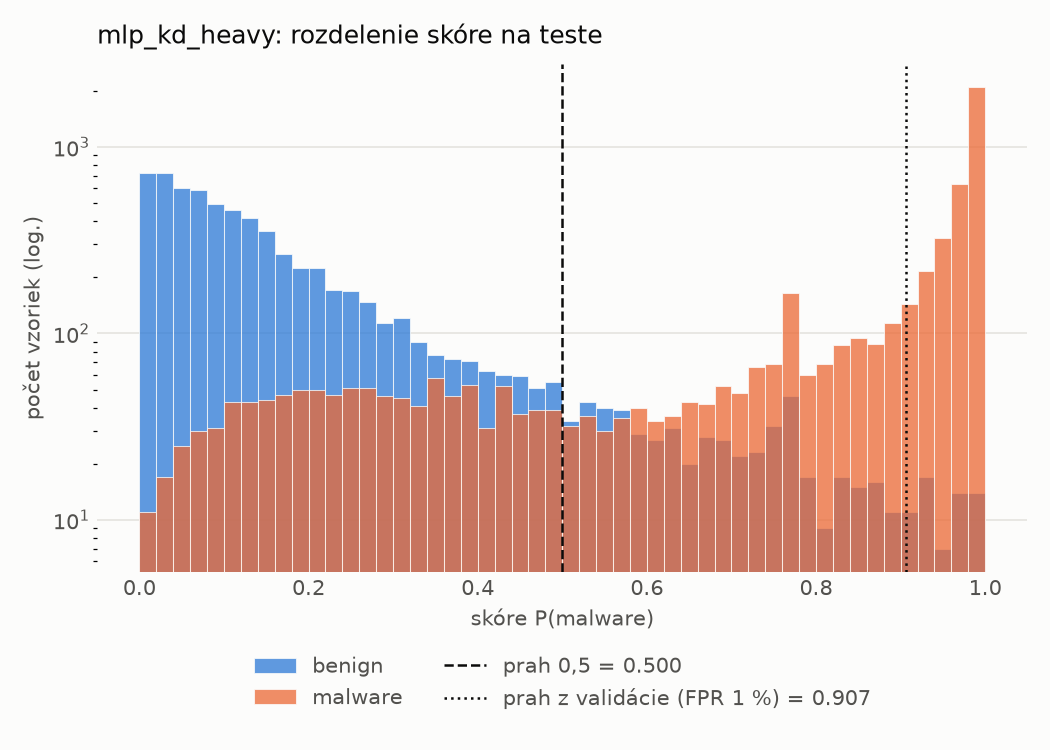 mlp_kd_heavy: rozdelenie skóre na teste
počet vzoriek (log.)
10³
10²
10¹
0.0 0.2 0.4 0.6 0.8 1.0
skóre P(malware)
benign
malware
prah 0,5 = 0.500
prah z validácie (FPR 1 %) = 0.907